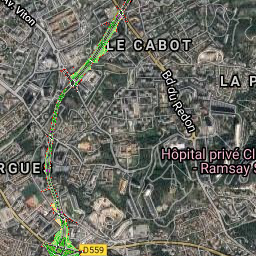 Av. Viton
LE CABOT
Bd du Redon
LA P
Hôpital privé Cl
- Ramsay S
RGUE
D559